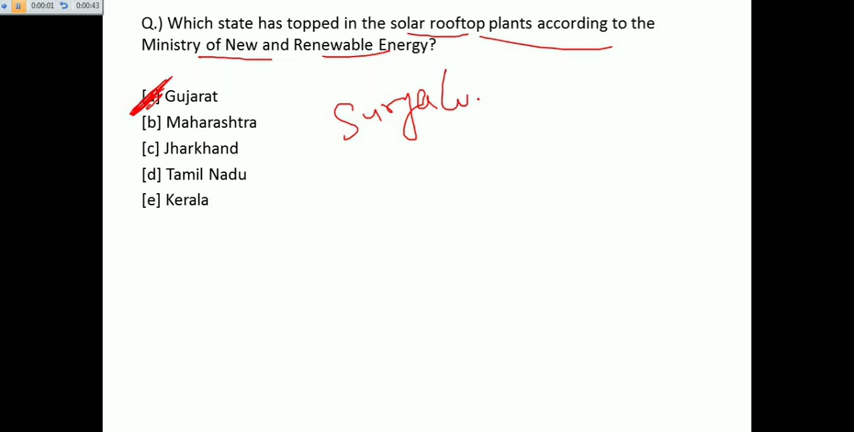 0:00:01 0:00:43
Q.) Which state has topped in the solar rooftop plants according to the
Ministry of New and Renewable Energy?
Gujarat
[b] Maharashtra
[c] Jharkhand
[d] Tamil Nadu
[e] Kerala